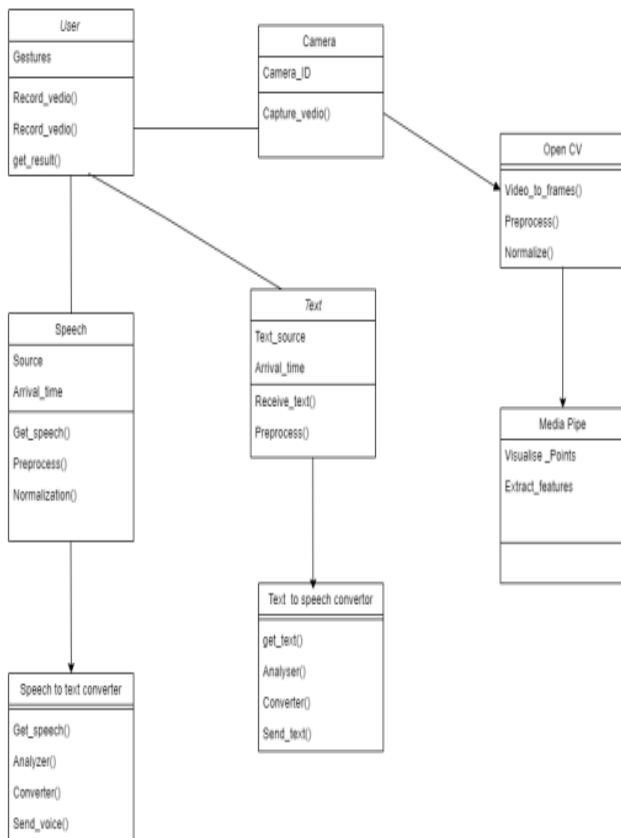 User
Gestures
Record_vedio()
Record_vedio()
get_result()
Camera
Camera_ID
Capture_vedio()
Open CV
Video_to_frames()
Preprocess()
Normalize()
Speech
Source
Arrival_time
Get_speech()
Preprocess()
Normalization()
Text
Text_source
Arrival_time
Receive_text()
Preprocess()
Media Pipe
Visualise _Points
Extract_features
Text to speech convertor
get_text()
Analyser()
Converter()
Send_text()
Speech to text converter
Get_speech()
Analyzer()
Converter()
Send_voice()